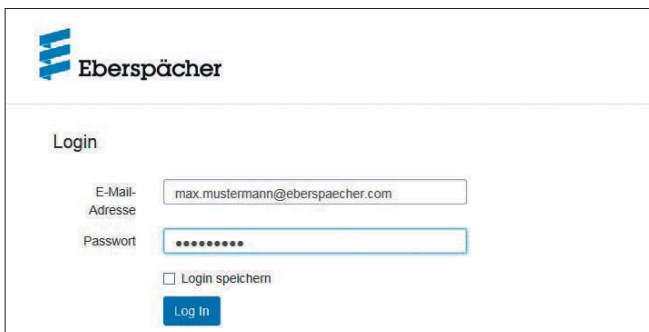 Eberspächer
Login
E-Mail-
Adresse
max.mustermann@eberspaecher.com
Passwort
•••••••••
Login speichern
Log In